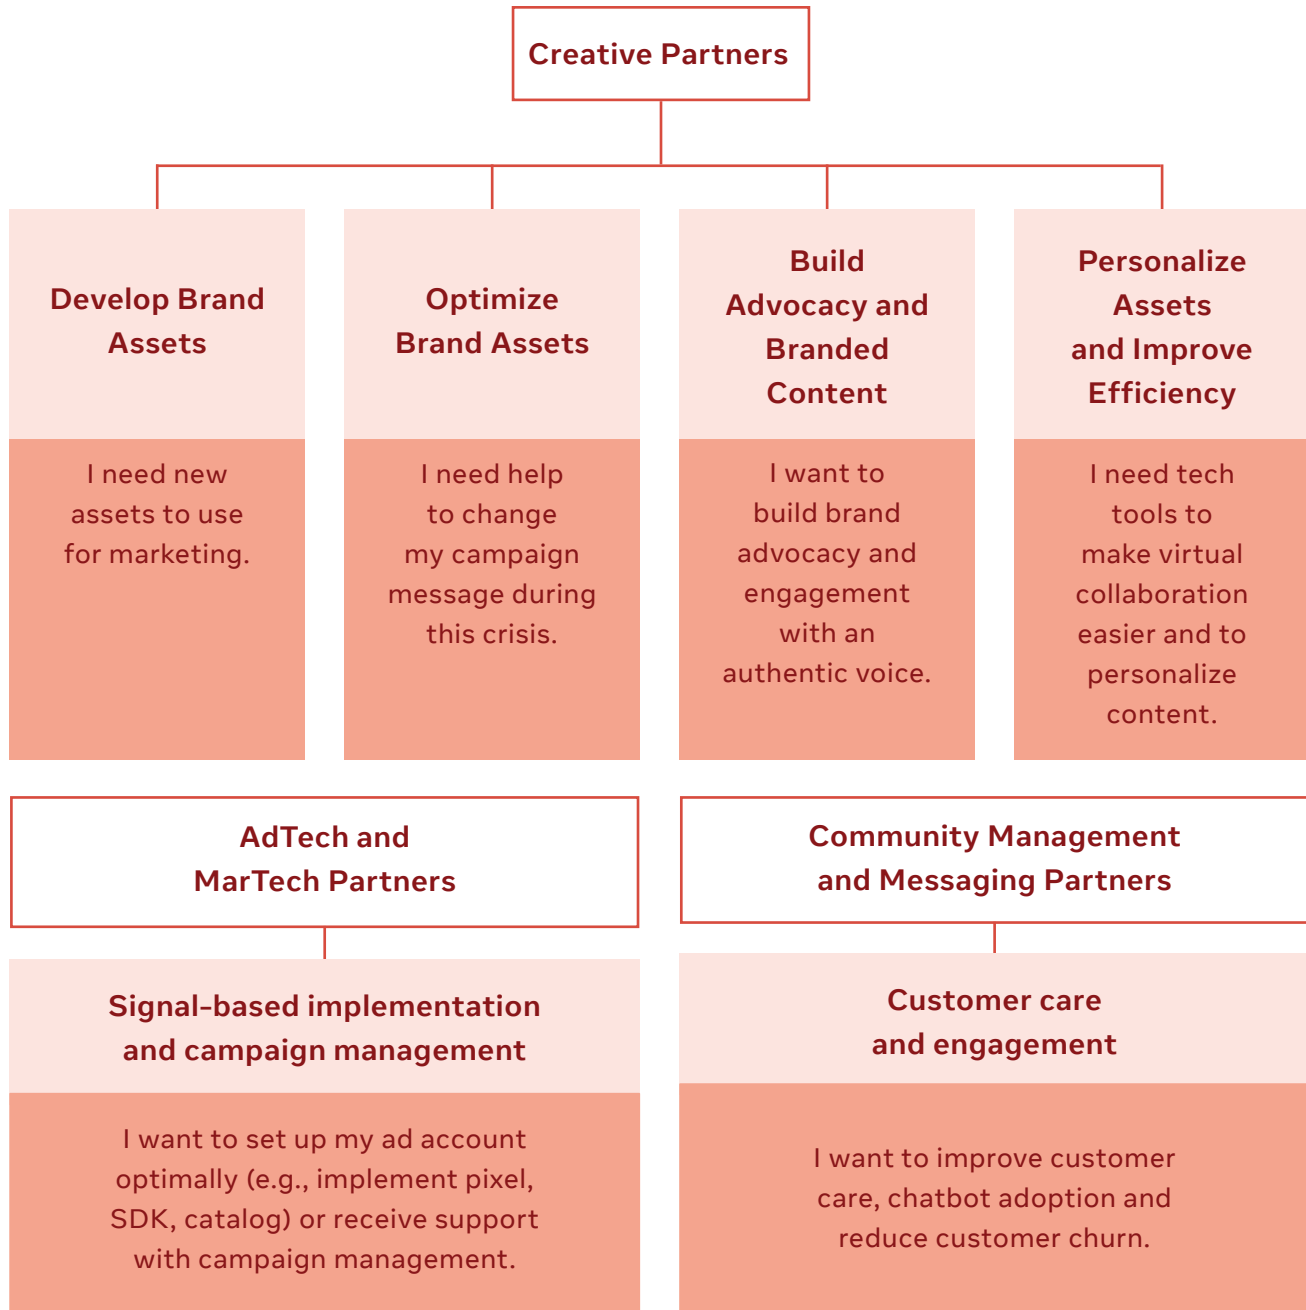 Creative Partners
Develop Brand
Assets
I need new
assets to use
for marketing.
Optimize
Brand Assets
I need help
to change
my campaign
message during
this crisis.
Build
Advocacy and
Branded
Content
I want to
build brand
advocacy and
engagement
with an
authentic voice.
Personalize
Assets
and Improve
Efficiency
I need tech
tools to
make virtual
collaboration
easier and to
personalize
content.
AdTech and
MarTech Partners
Signal-based implementation
and campaign management
I want to set up my ad account
optimally (e.g., implement pixel,
SDK, catalog) or receive support
with campaign management.
Community Management
and Messaging Partners
Customer care
and engagement
I want to improve customer
care, chatbot adoption and
reduce customer churn.